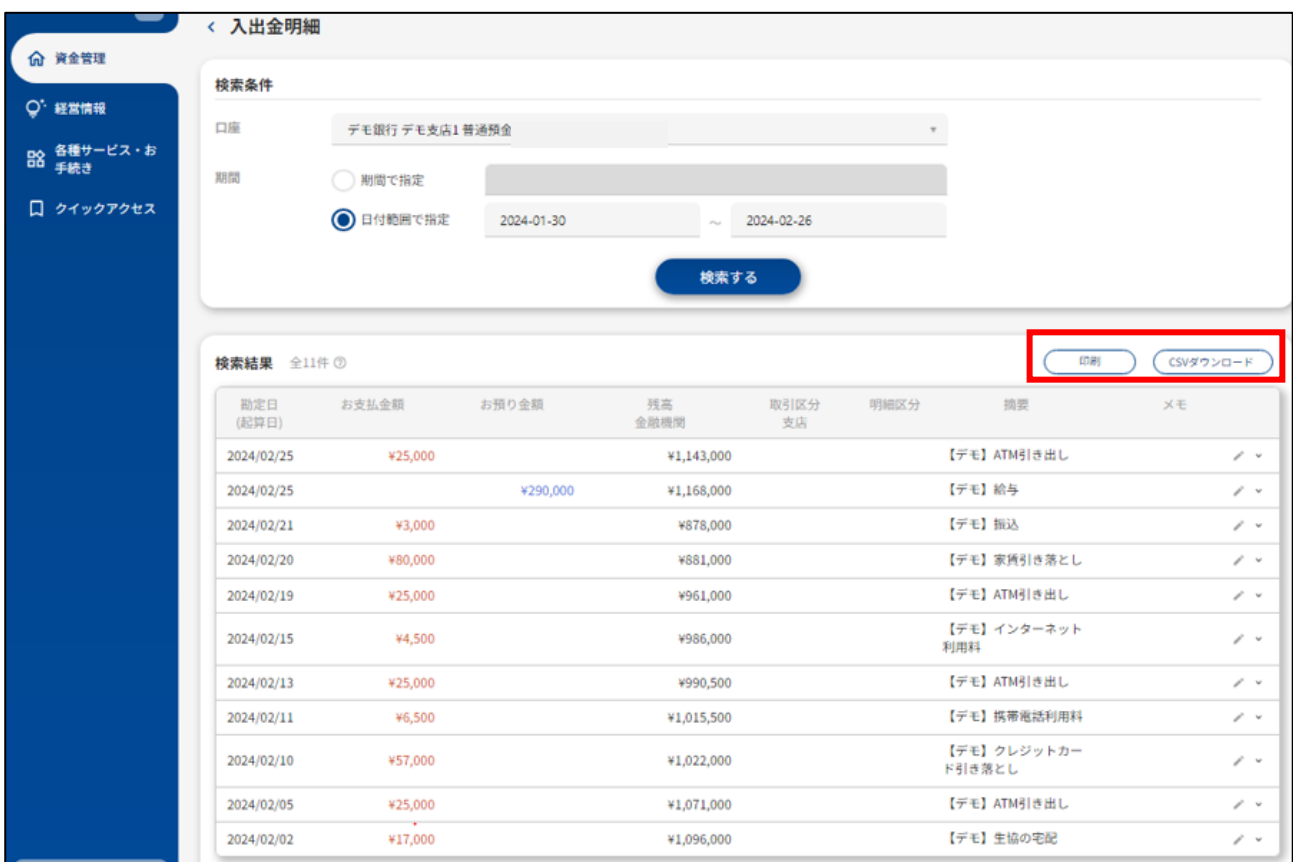 入出金明細
資金管理
経営情報
各種サービス・お
手続き
クイックアクセス
検索条件
口座
デモ銀行 デモ支店1 普通預金
期間
期間で指定
日付範囲で指定
2024-01-30 ～ 2024-02-26
検索する
検索結果 全11件
印刷 CSVダウンロード
勘定日 お支払金額 お預り金額 残高 取引区分 明細区分 摘要 メモ
(起算日) 金融機関 支店
2024/02/25 ¥25,000 ¥1,143,000 【デモ】ATM引き出し
2024/02/25 ¥290,000 ¥1,168,000 【デモ】給与
2024/02/21 ¥3,000 ¥878,000 【デモ】振込
2024/02/20 ¥80,000 ¥881,000 【デモ】家賃引き落とし
2024/02/19 ¥25,000 ¥961,000 【デモ】ATM引き出し
2024/02/15 ¥4,500 ¥986,000 【デモ】インターネット
利用料
2024/02/13 ¥25,000 ¥990,500 【デモ】ATM引き出し
2024/02/11 ¥6,500 ¥1,015,500 【デモ】携帯電話利用料
2024/02/10 ¥57,000 ¥1,022,000 【デモ】クレジットカー
ド引き落とし
2024/02/05 ¥25,000 ¥1,071,000 【デモ】ATM引き出し
2024/02/02 ¥17,000 ¥1,096,000 【デモ】生協の宅配